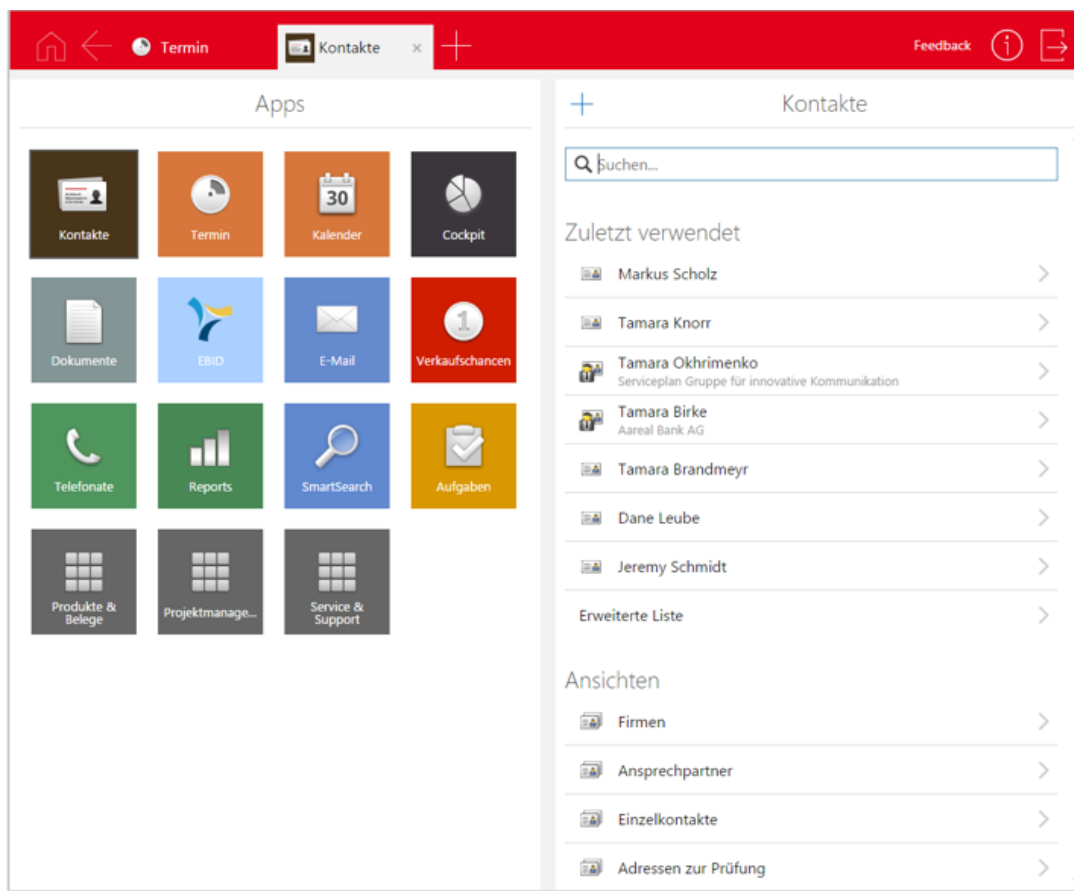 Termin
Kontakte ×
Feedback
Apps
Kontakte
Termin
30
Kalender
Cockpit
Dokumente
EBID
E-Mail
1
Verkaufschancen
Telefonate
Reports
SmartSearch
Aufgaben
Produkte &
Belege
Projektmanage...
Service &
Support
Kontakte
Suchen...
Zuletzt verwendet
Markus Scholz
Tamara Knorr
Tamara Okhrimenko
Serviceplan Gruppe für innovative Kommunikation
Tamara Birke
Aareal Bank AG
Tamara Brandmeyr
Dane Leube
Jeremy Schmidt
Erweiterte Liste
Ansichten
Firmen
Ansprechpartner
Einzelkontakte
Adressen zur Prüfung